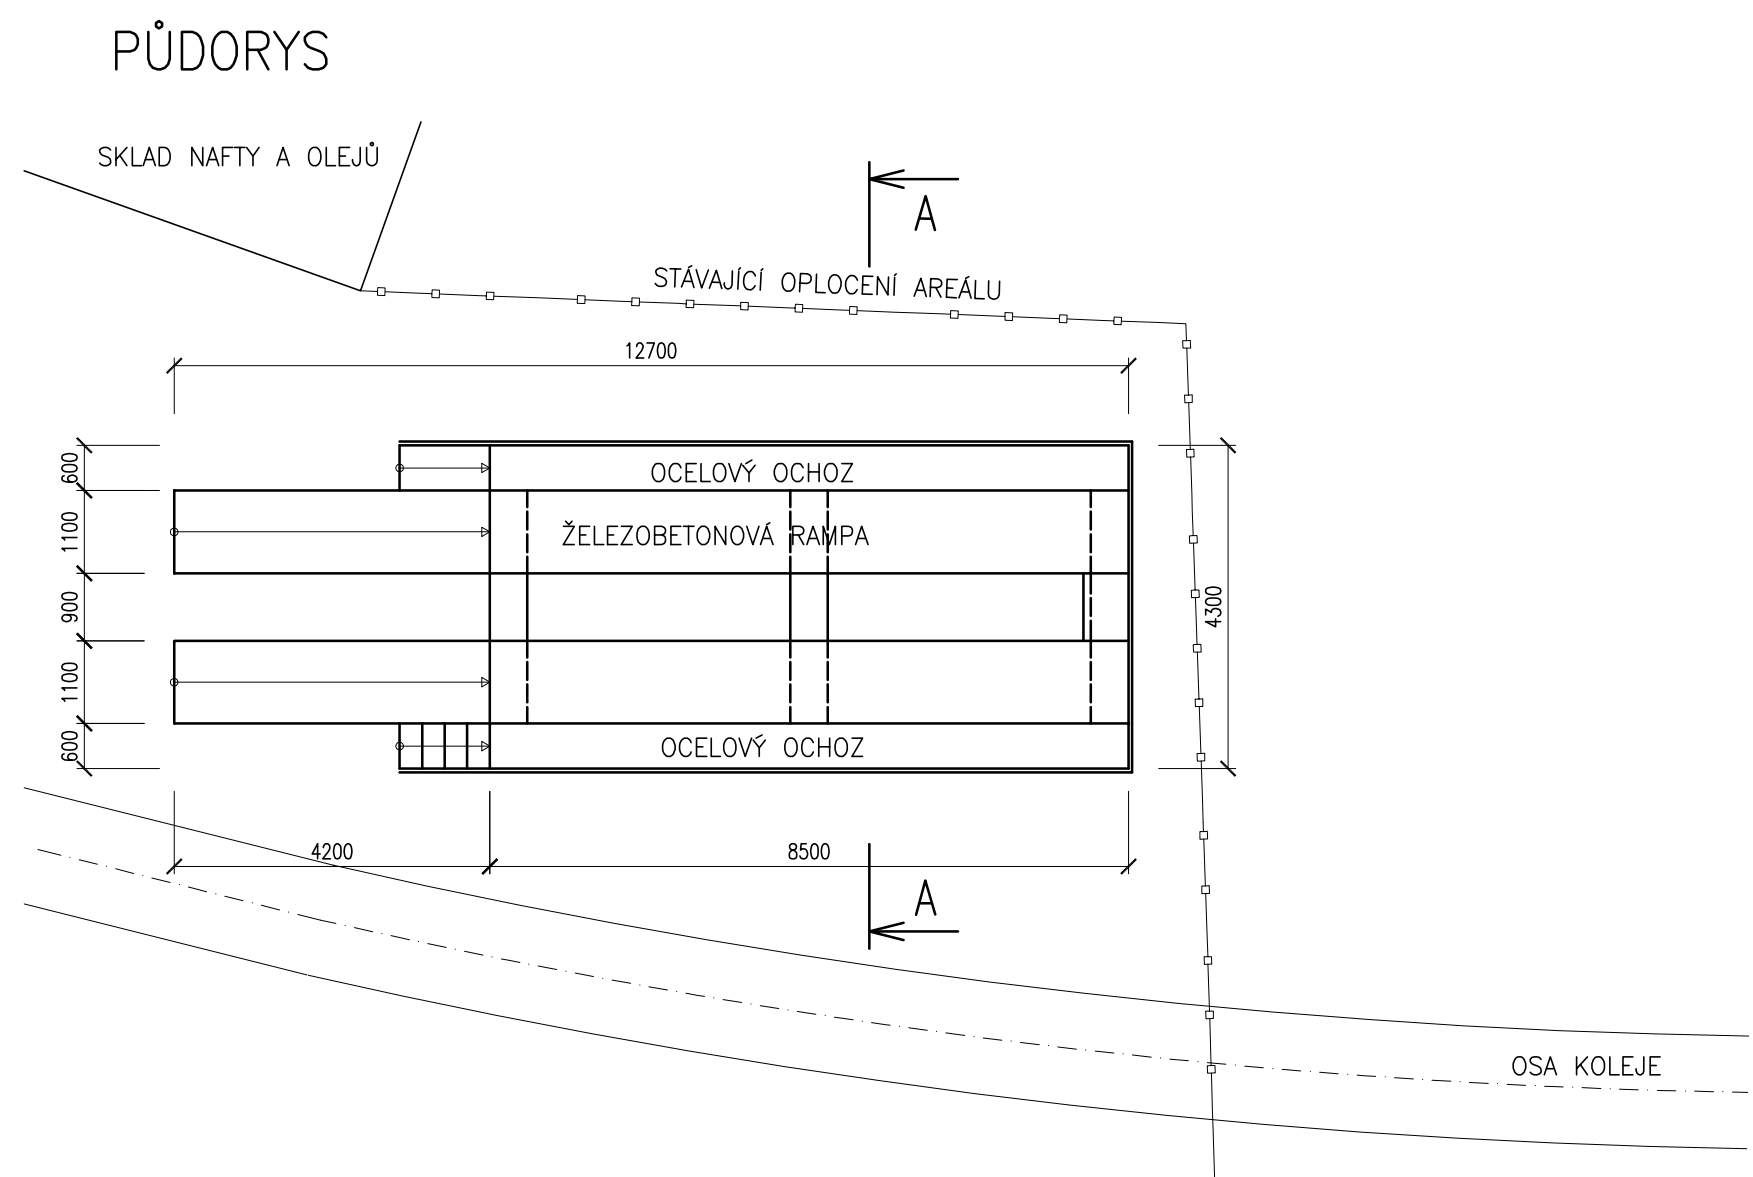 PŮDORYS
SKLAD NAFTY A OLEJŮ
A
STÁVAJÍCÍ OPLOCENÍ AREÁLU
12700
600
OCELOVÝ OCHOZ
1100
ŽELEZOBETONOVÁ RAMPA
900
4300
1100
600
OCELOVÝ OCHOZ
4200
8500
A
OSA KOLEJE